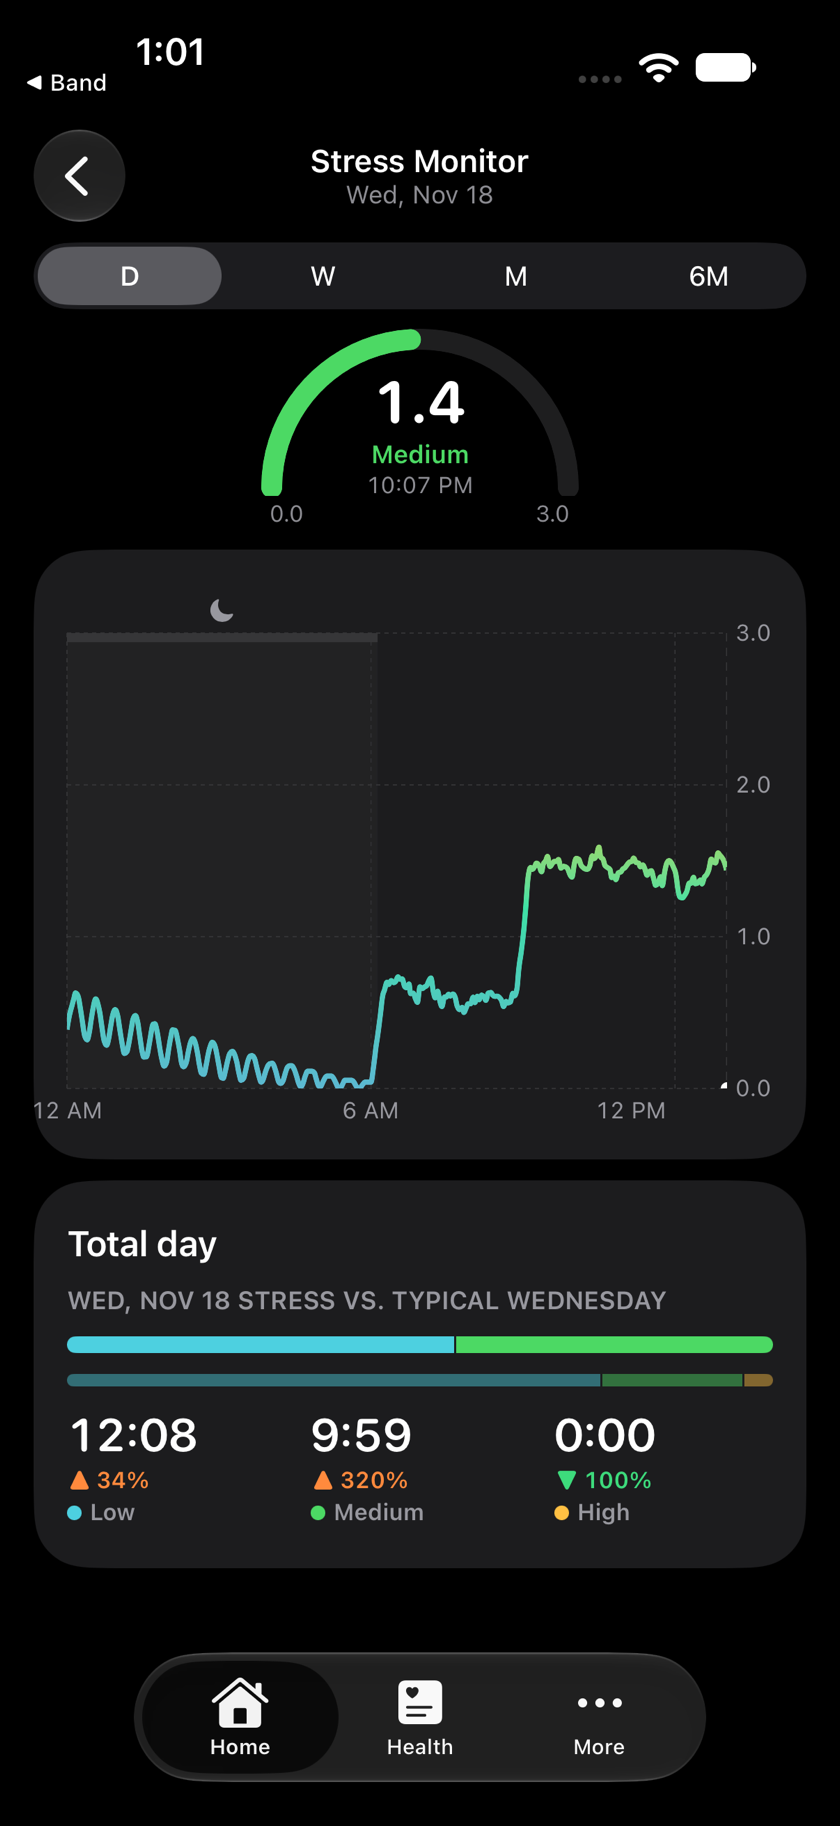 1:01
◀ Band
Stress Monitor
Wed, Nov 18
D W M 6M
1.4
Medium
10:07 PM
0.0 3.0
3.0
2.0
1.0
0.0
12 AM 6 AM 12 PM
Total day
WED, NOV 18 STRESS VS. TYPICAL WEDNESDAY
12:08 9:59 0:00
▲ 34% ▲ 320% ▼ 100%
Low Medium High
Home Health More